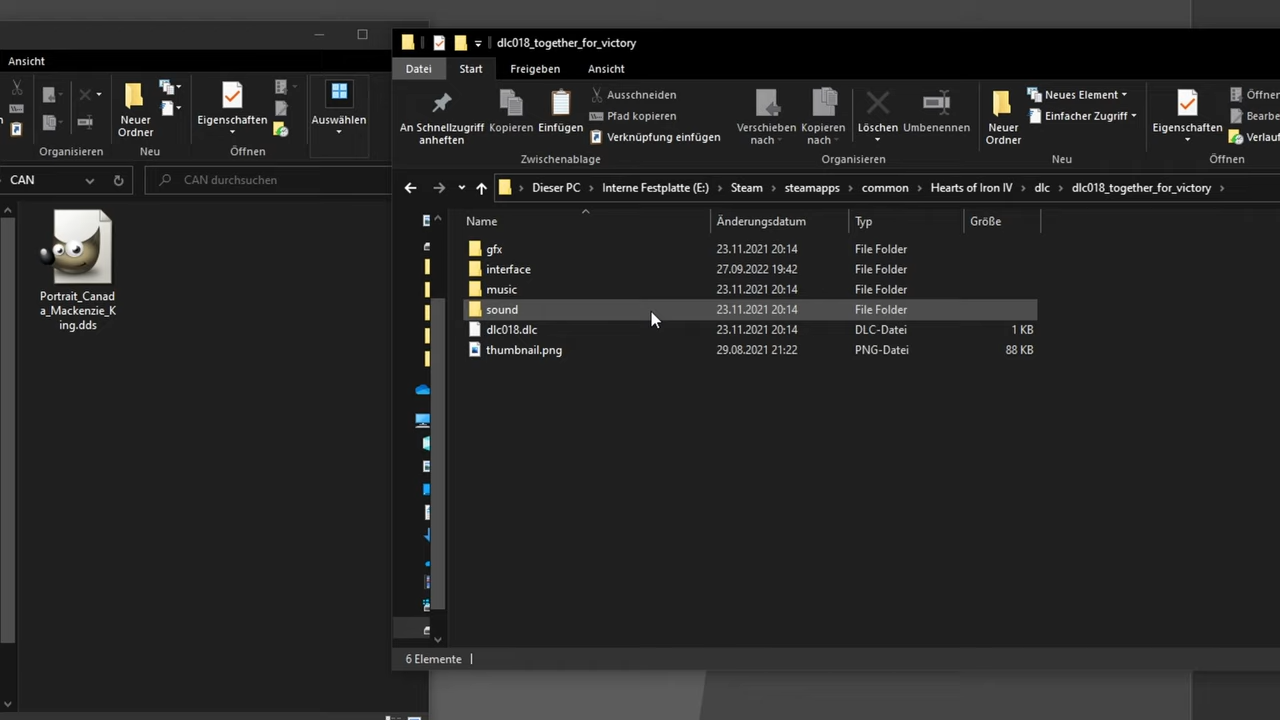 Ansicht
Neuer
Ordner
Eigenschaften
Auswählen
Organisieren
Neu
Öffnen
CAN
CAN durchsuchen
Portrait_Canad
a_Mackenzie_K
ing.dds
dlc018_together_for_victory
Datei
Start
Freigeben
Ansicht
An Schnellzugriff
anheften
Kopieren
Einfügen
Ausschneiden
Pfad kopieren
Verknüpfung einfügen
Zwischenablage
Verschieben
nach
Kopieren
nach
Löschen
Umbenennen
Organisieren
Neuer
Ordner
Neues Element
Einfacher Zugriff
Neu
Eigenschaften
Öffnen
Dieser PC > Interne Festplatte (E:) > Steam > steamapps > common > Hearts of Iron IV > dlc > dlc018_together_for_victory >
Name Änderungsdatum Typ Größe
gfx 23.11.2021 20:14 File Folder
interface 27.09.2022 19:42 File Folder
music 23.11.2021 20:14 File Folder
sound 23.11.2021 20:14 File Folder
dlc018.dlc 23.11.2021 20:14 DLC-Datei 1 KB
thumbnail.png 29.08.2021 21:22 PNG-Datei 88 KB
6 Elemente